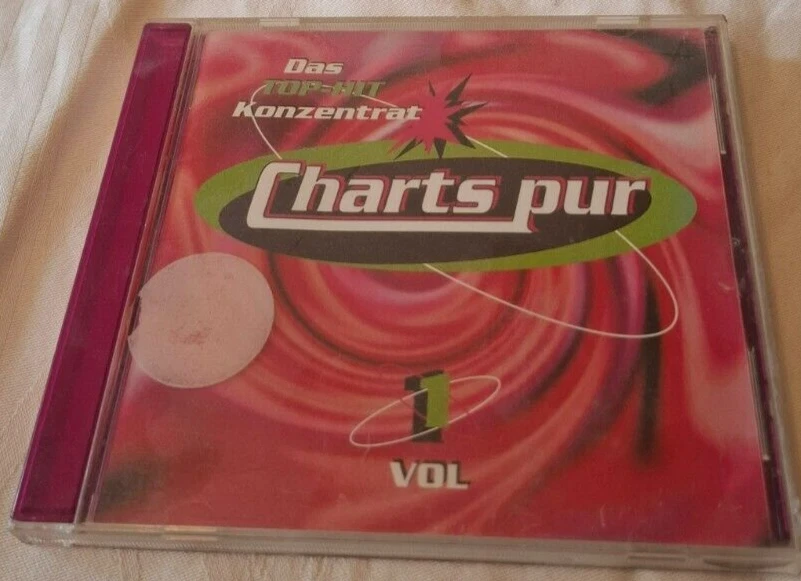 Das
TOP-HIT
Konzentrat
Charts pur
1
VOL